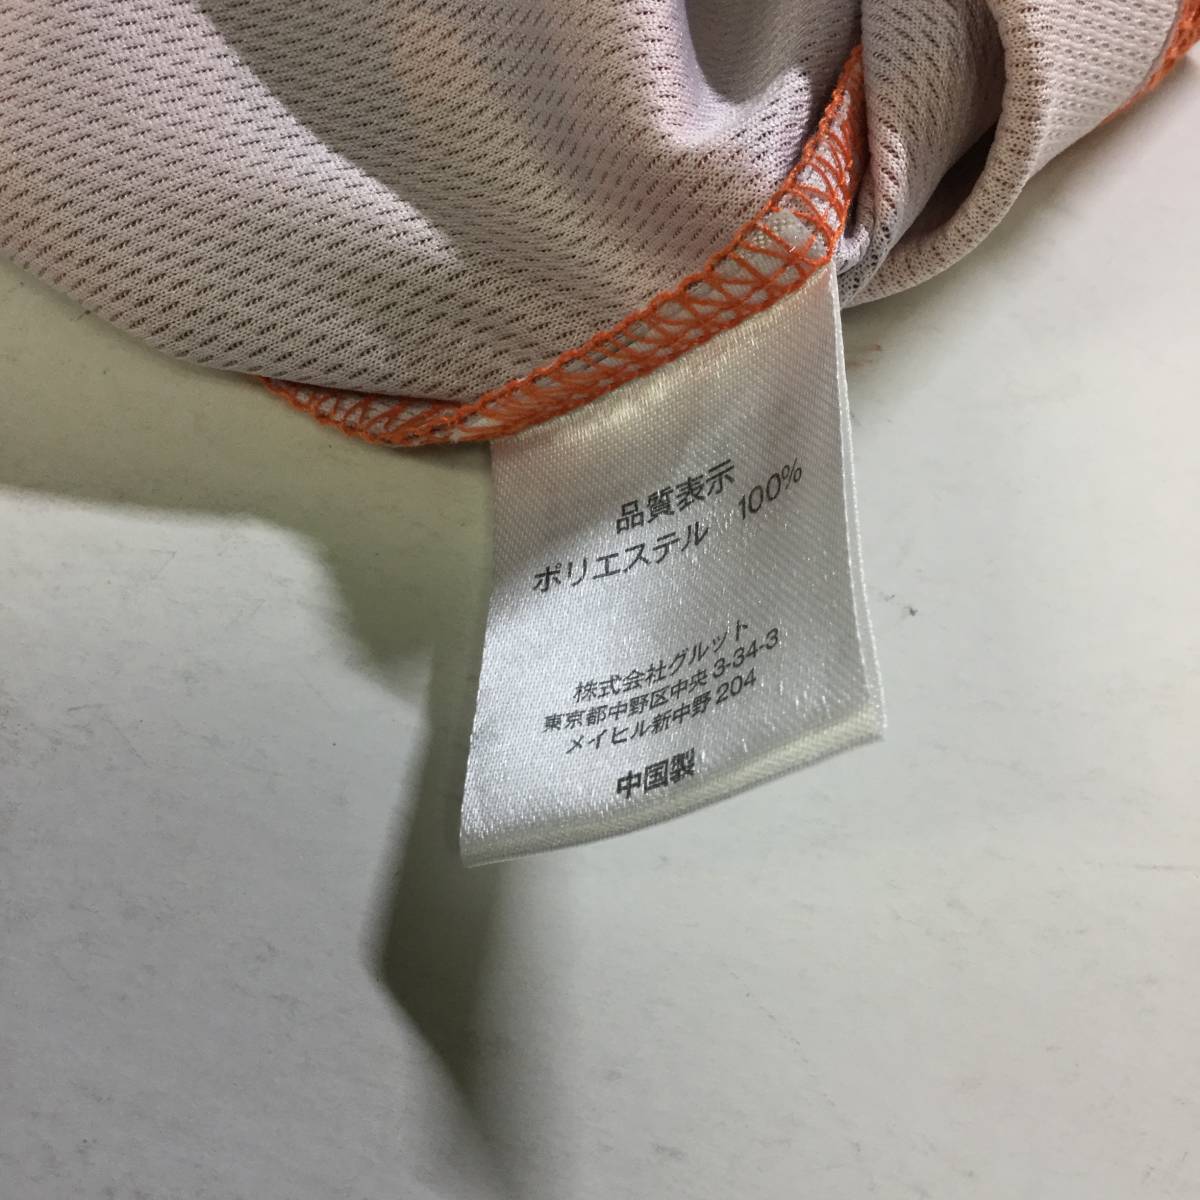 品質表示
ポリエステル 100%
株式会社グルット
東京都中野区中央 3-34-3
メイヒル新中野 204
中国製